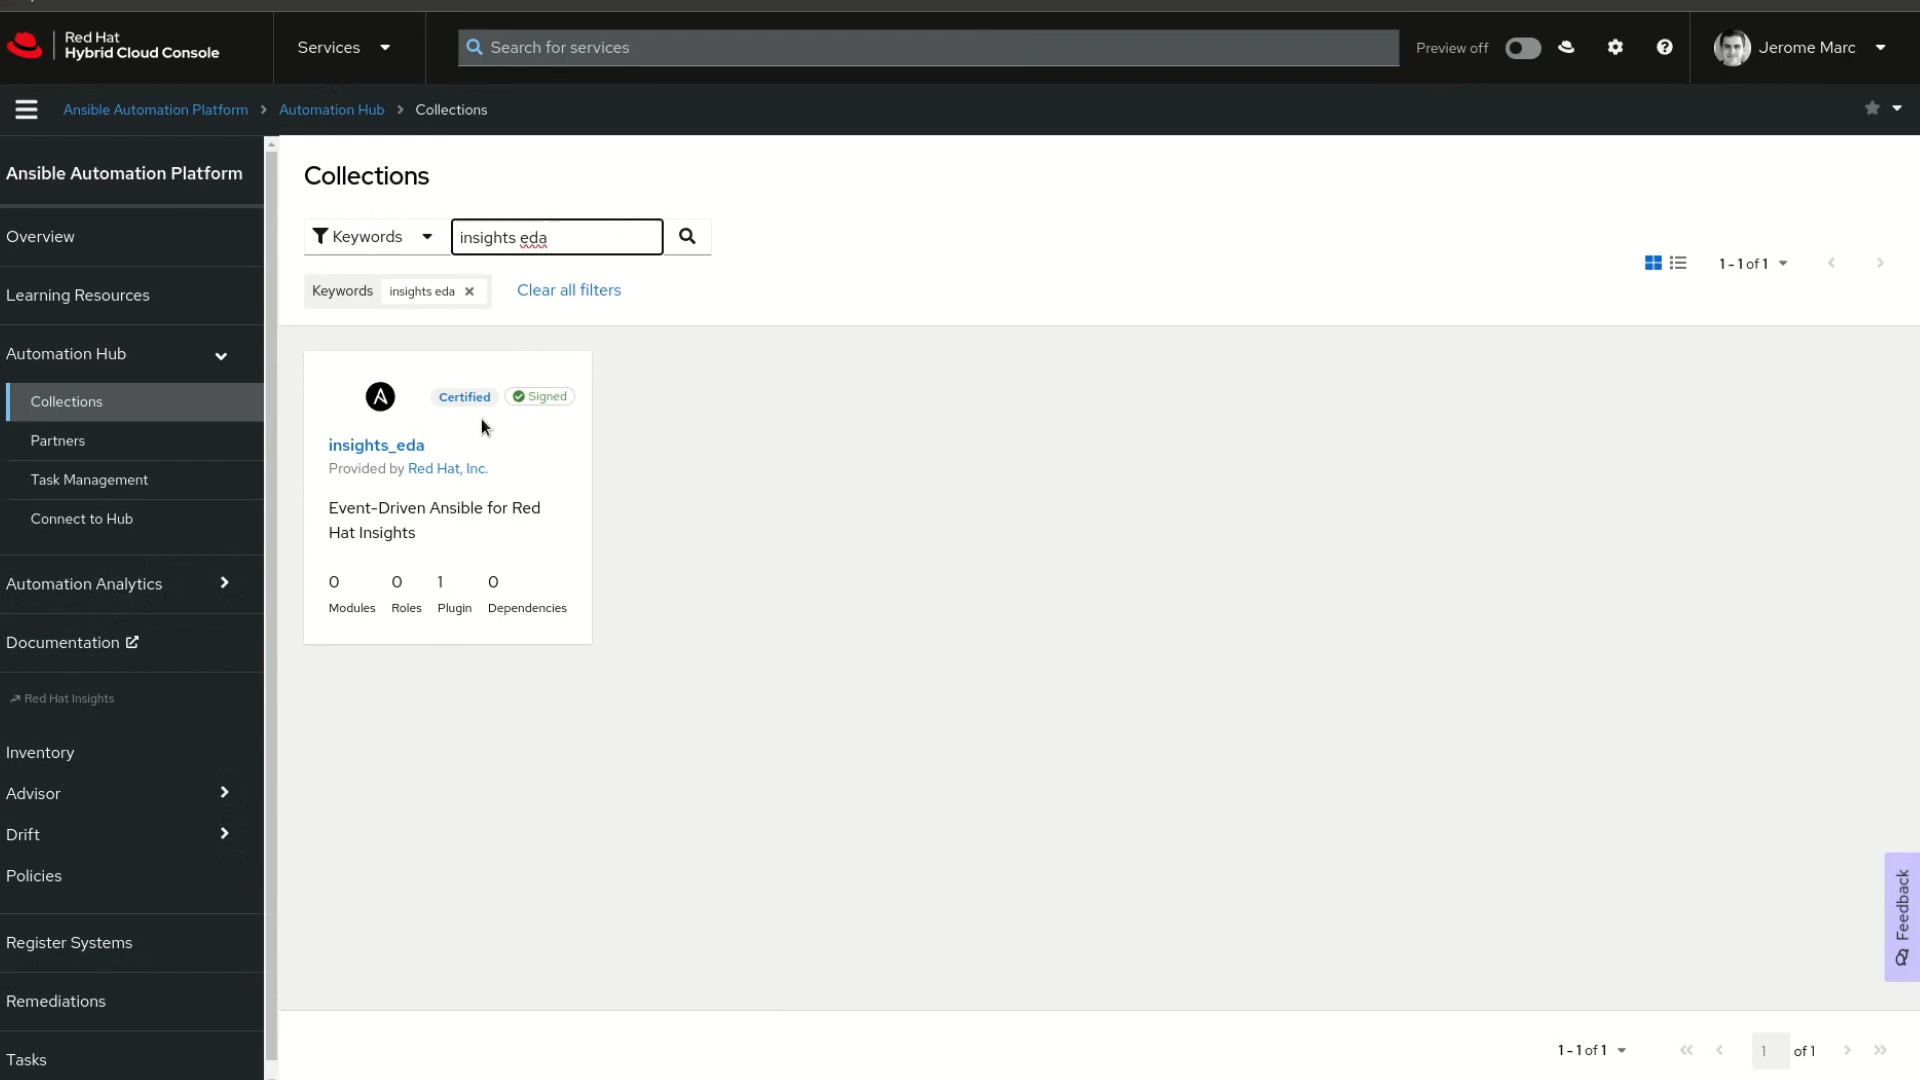 Red Hat
Hybrid Cloud Console
Services
Search for services
Preview off
Jerome Marc
Ansible Automation Platform
Automation Hub
Collections
Ansible Automation Platform
Overview
Learning Resources
Automation Hub
Collections
Partners
Task Management
Connect to Hub
Automation Analytics
Documentation
Red Hat Insights
Inventory
Advisor
Drift
Policies
Register Systems
Remediations
Tasks
Collections
Keywords
insights eda
Keywords
insights eda
Clear all filters
1 - 1 of 1
Certified
Signed
insights_eda
Provided by Red Hat, Inc.
Event-Driven Ansible for Red
Hat Insights
0 0 1 0
Modules Roles Plugin Dependencies
Feedback
1 - 1 of 1
1 of 1